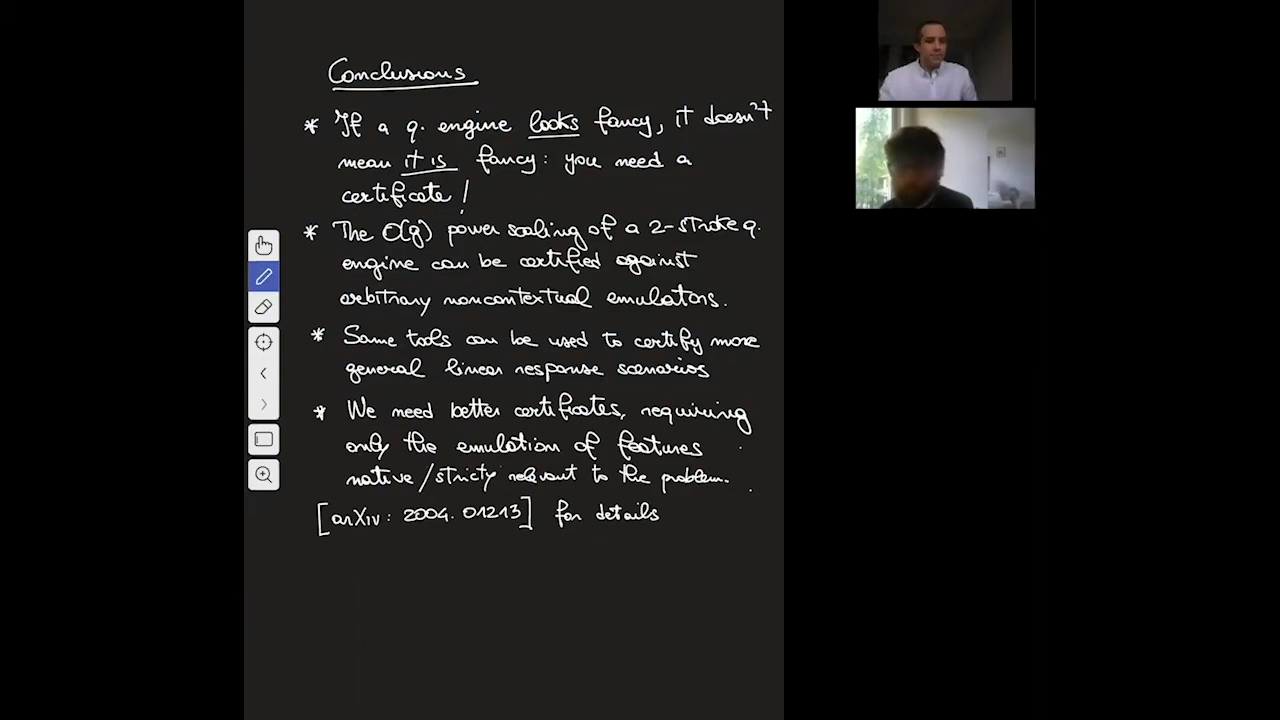 Conclusions
* If a q. engine looks fancy, it doesn't
mean it is fancy: you need a
certificate!
* The O(g) power scaling of a 2-stroke q.
engine can be certified against
arbitrary noncontextual emulators.
* Same tools can be used to certify more
general linear response scenarios
* We need better certificates, requiring
only the emulation of features
native/stricty relevant to the problem.
[arXiv: 2004.01213] for details